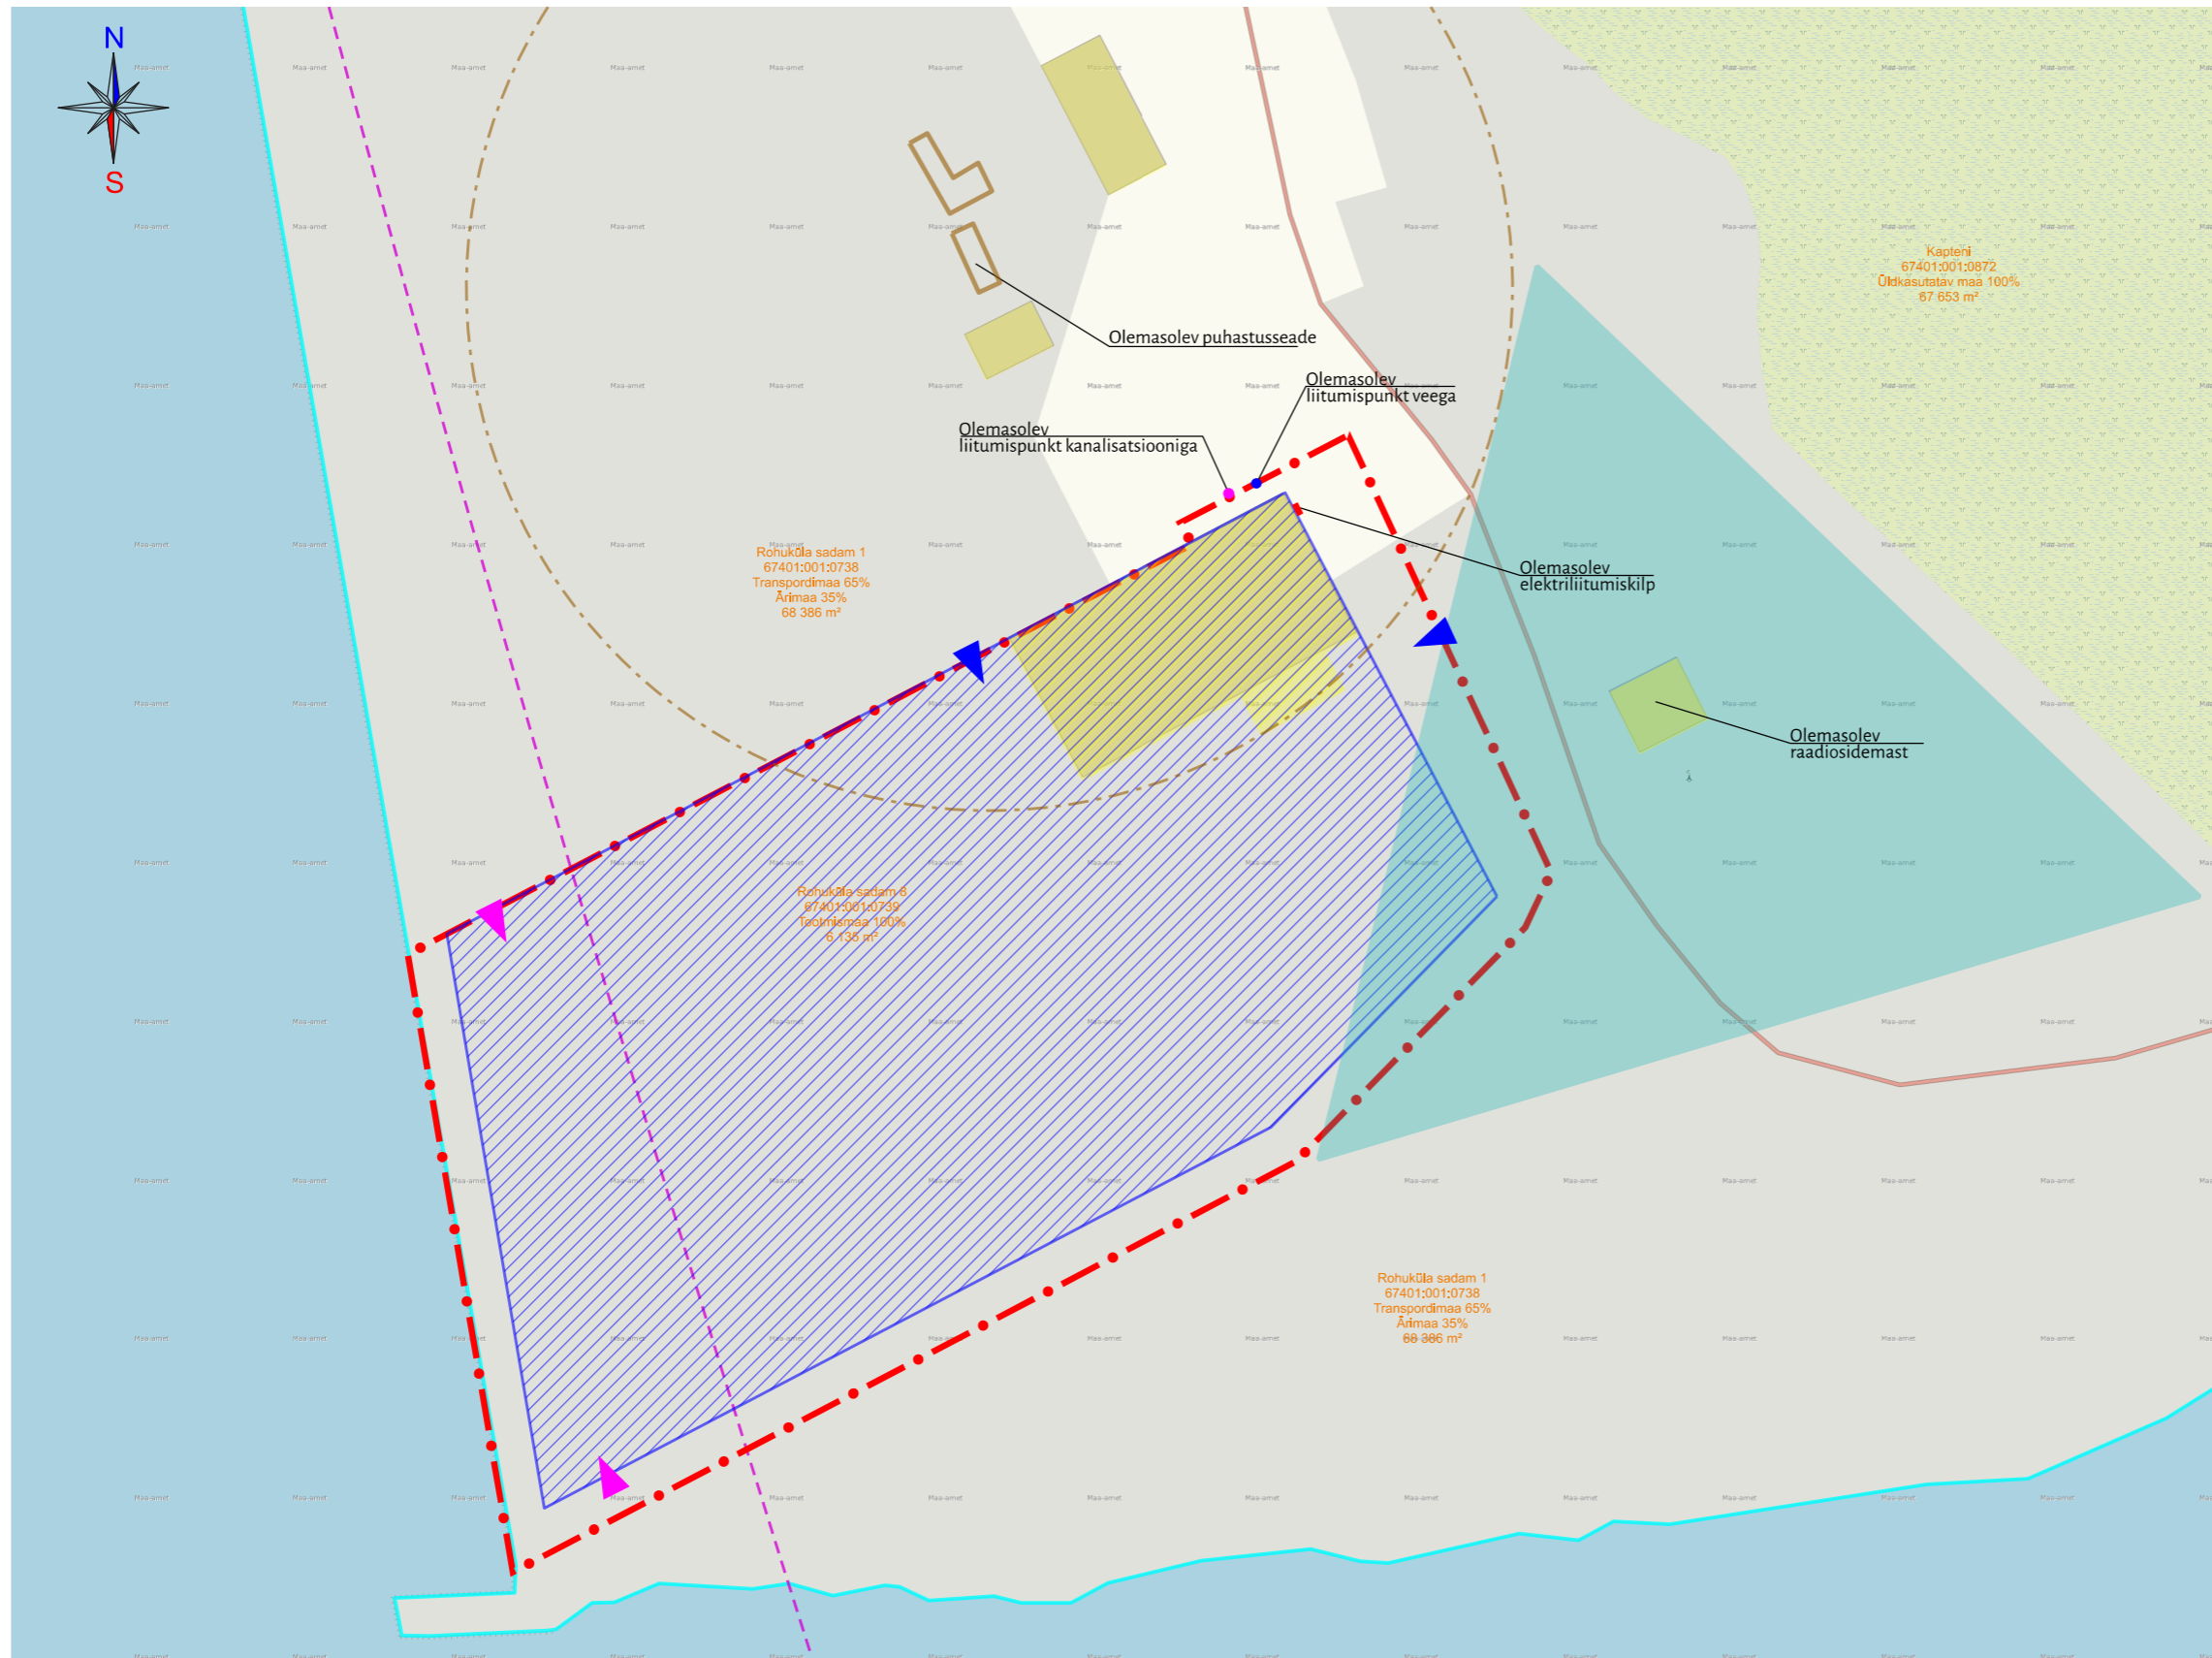 N
S
Kapteni
67401:001:0872
Üldkasutatav maa 100%
67 653 m²
Olemasolev puhastusseade
Olemasolev
liitumispunkt veega
Olemasolev
liitumispunkt kanalisatsiooniga
Rohuküla sadam 1
67401:001:0738
Transpordimaa 65%
Ärimaa 35%
68 386 m²
Olemasolev
elektriliitumiskilp
Olemasolev
raadiosidemast
Rohuküla sadam 8
67401:001:0739
Tootmismaa 100%
6 135 m²
Rohuküla sadam 1
67401:001:0738
Transpordimaa 65%
Ärimaa 35%
68 386 m²
Maa-amet